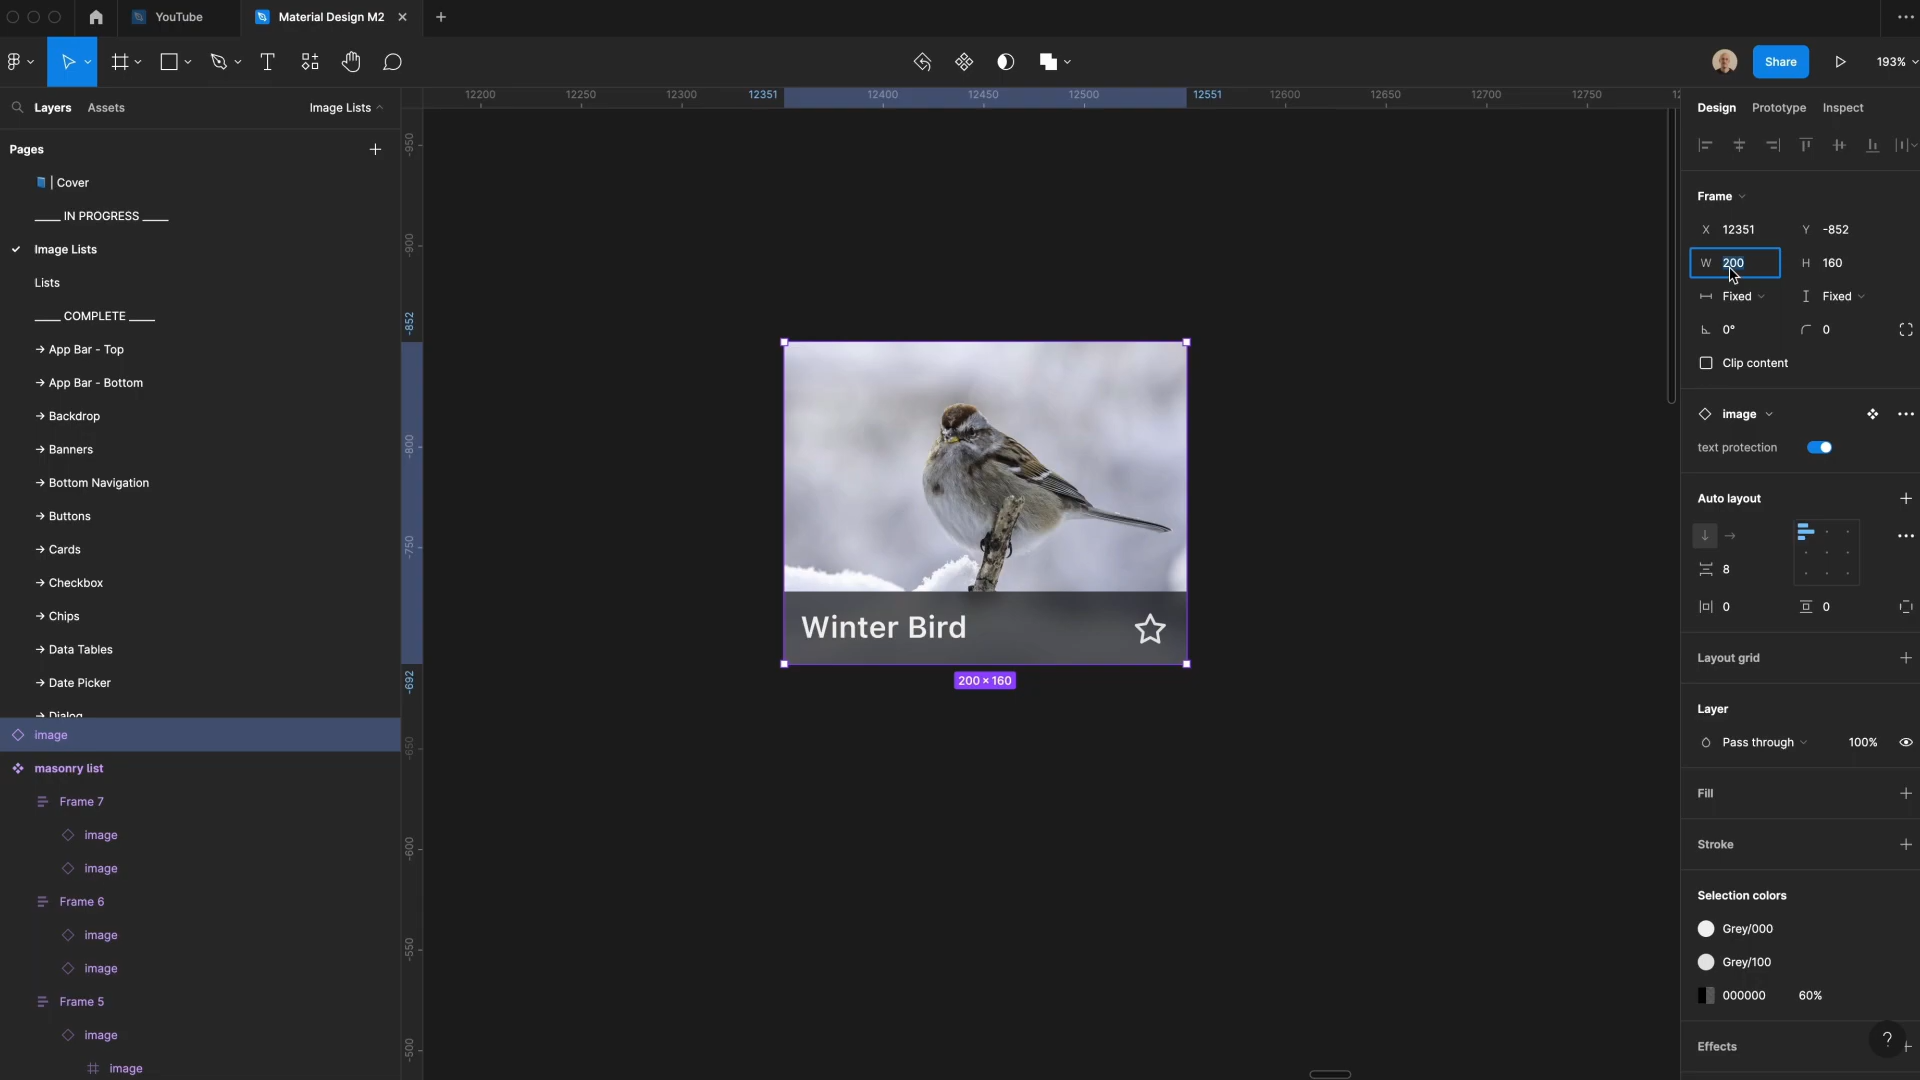 YouTube
Material Design M2
Share
193%
Layers
Assets
Image Lists
Design
Prototype
Inspect
12200
12250
12300
12351
12400
12450
12500
12551
12600
12650
12700
12750
Pages
| Cover
_____ IN PROGRESS _____
Image Lists
Lists
_____ COMPLETE _____
→ App Bar - Top
→ App Bar - Bottom
→ Backdrop
→ Banners
→ Bottom Navigation
→ Buttons
→ Cards
→ Checkbox
→ Chips
→ Data Tables
→ Date Picker
→ Dialog
image
masonry list
Frame 7
image
image
Frame 6
image
image
Frame 5
image
image
-950
-900
-852
-800
-750
-692
-650
-600
-550
-500
Winter Bird
200 × 160
Frame
X 12351
Y -852
W 200
H 160
Fixed
Fixed
0°
0
Clip content
image
text protection
Auto layout
8
0
0
Layout grid
Layer
Pass through
100%
Fill
Stroke
Selection colors
Grey/000
Grey/100
000000
60%
Effects
?